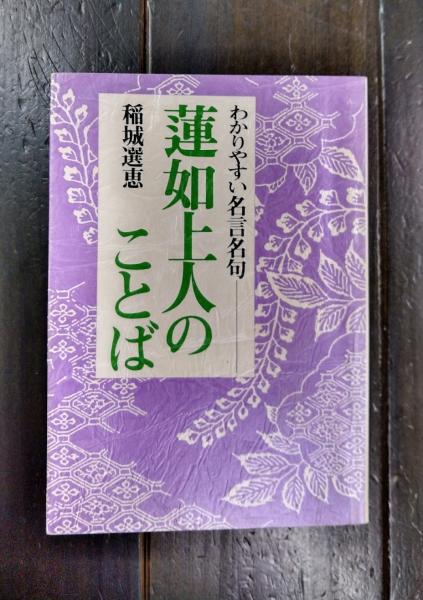 わかりやすい名言名句
蓮如上人の
ことば
稲城選恵